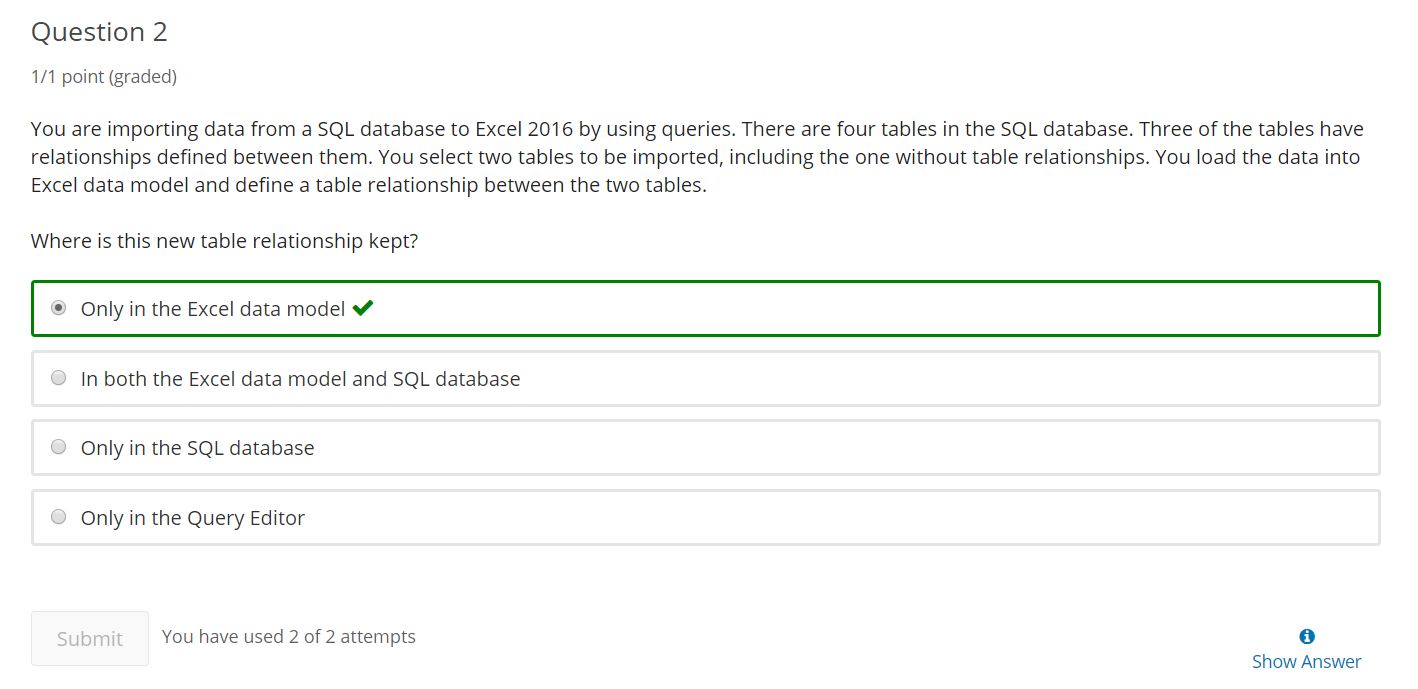 Question 2
1/1 point (graded)
You are importing data from a SQL database to Excel 2016 by using queries. There are four tables in the SQL database. Three of the tables have
relationships defined between them. You select two tables to be imported, including the one without table relationships. You load the data into
Excel data model and define a table relationship between the two tables.
Where is this new table relationship kept?
Only in the Excel data model
In both the Excel data model and SQL database
Only in the SQL database
Only in the Query Editor
Submit
You have used 2 of 2 attempts
Show Answer